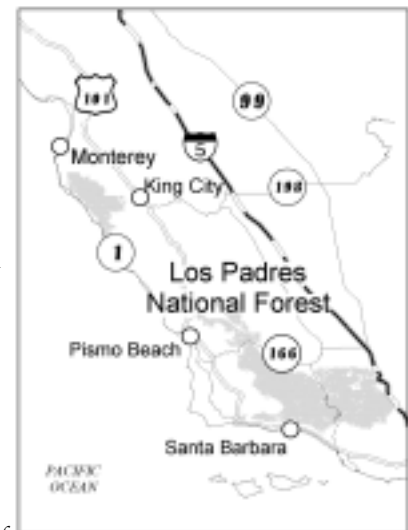 101
99
Monterey
5
King City
198
1
Los Padres
National Forest
Pismo Beach
166
Santa Barbara
PACIFIC
OCEAN